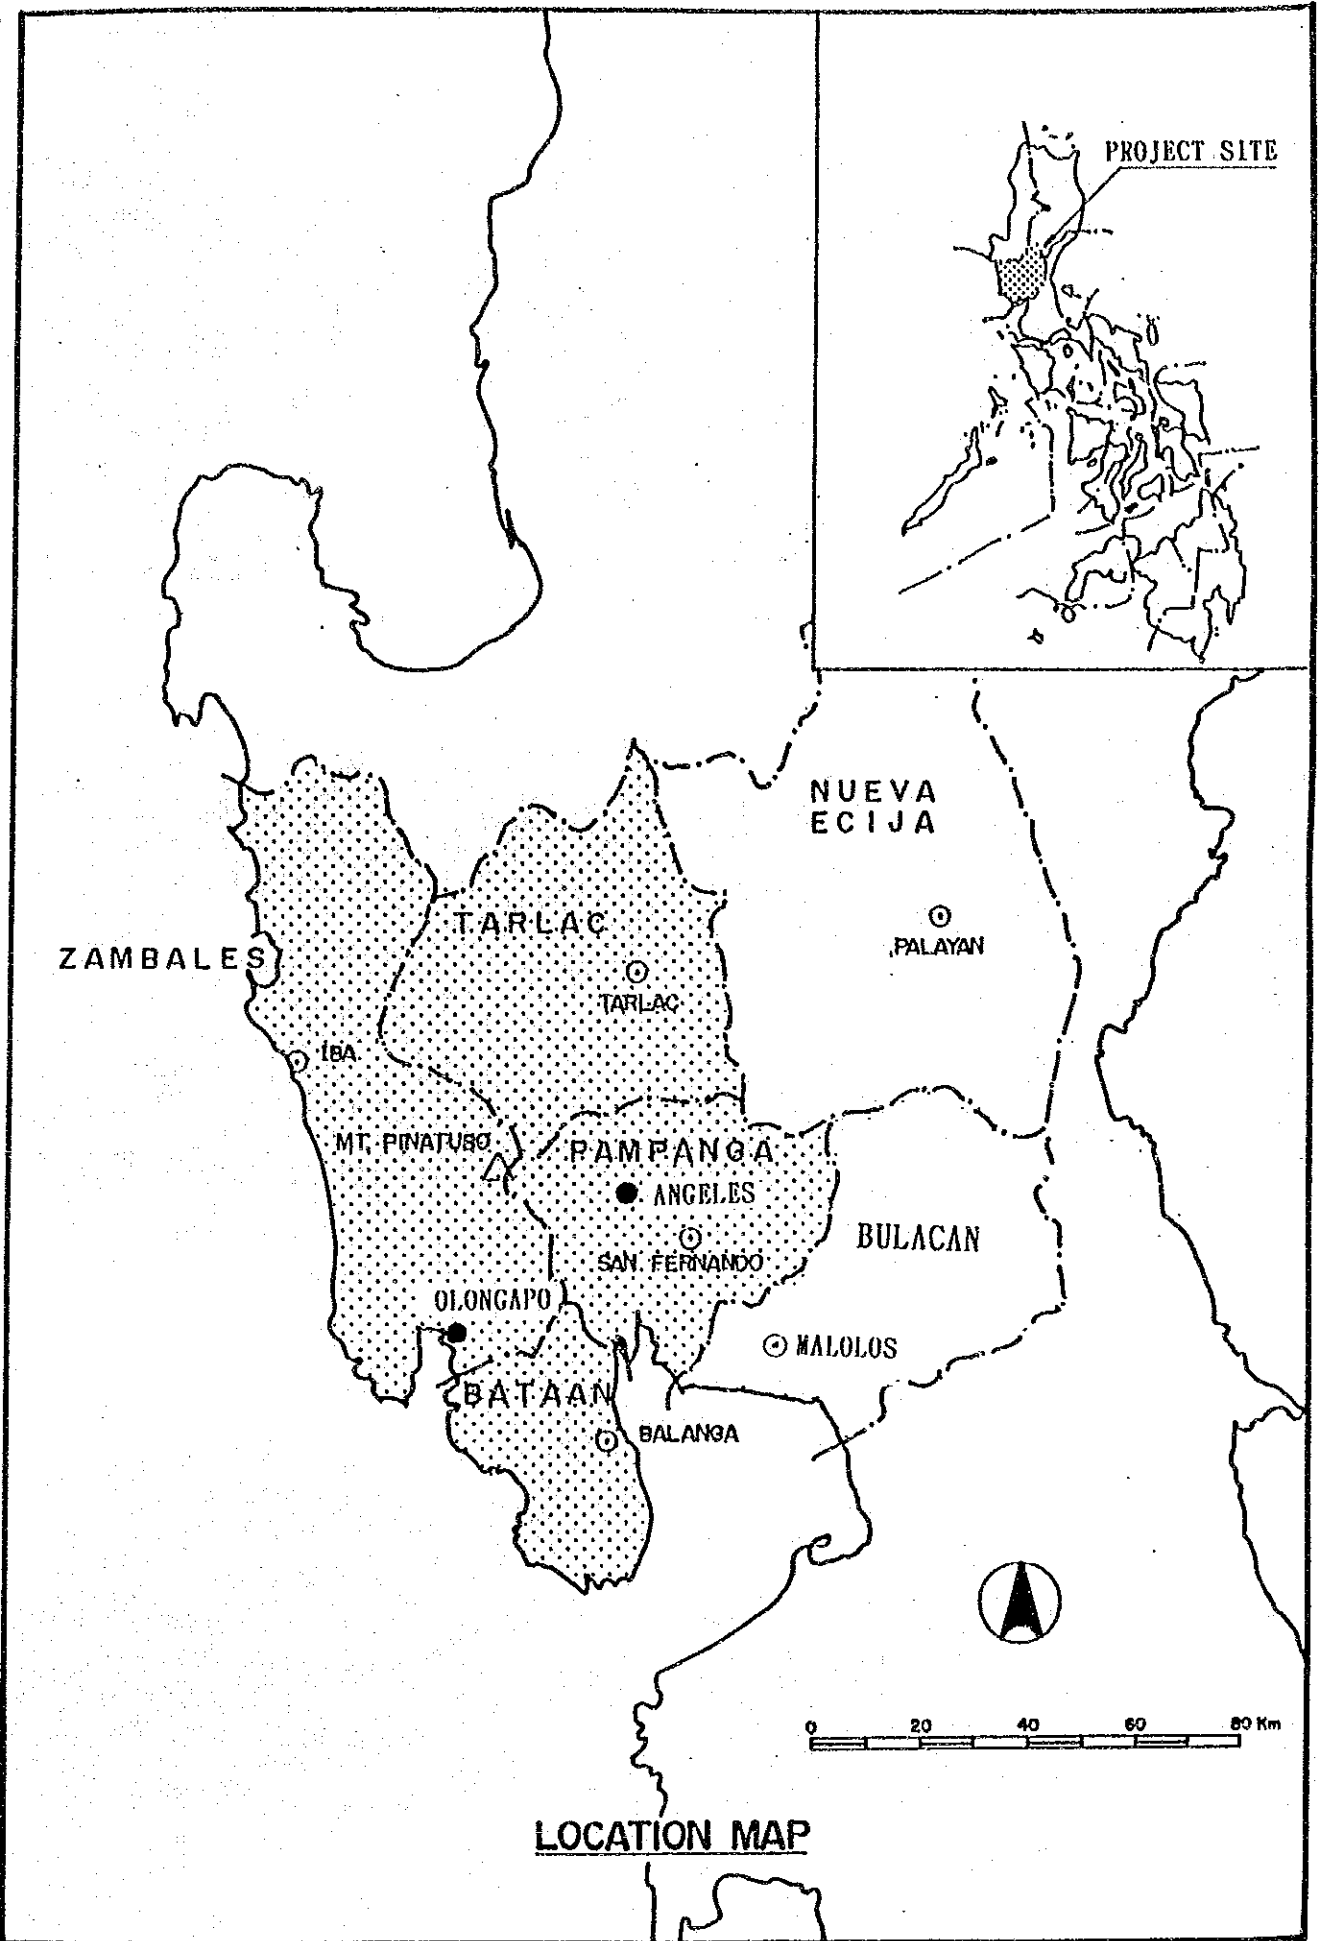 PROJECT SITE
NUEVA
ECIJA
PALAYAN
TARLAC
ZAMBALES
TARLAC
IBA
MT. PINATUBO
PAMPANGA
ANGELES
BULACAN
SAN FERNANDO
OLONGAPO
MALOLOS
BATAAN
BALANGA
0 20 40 60 80 Km
LOCATION MAP